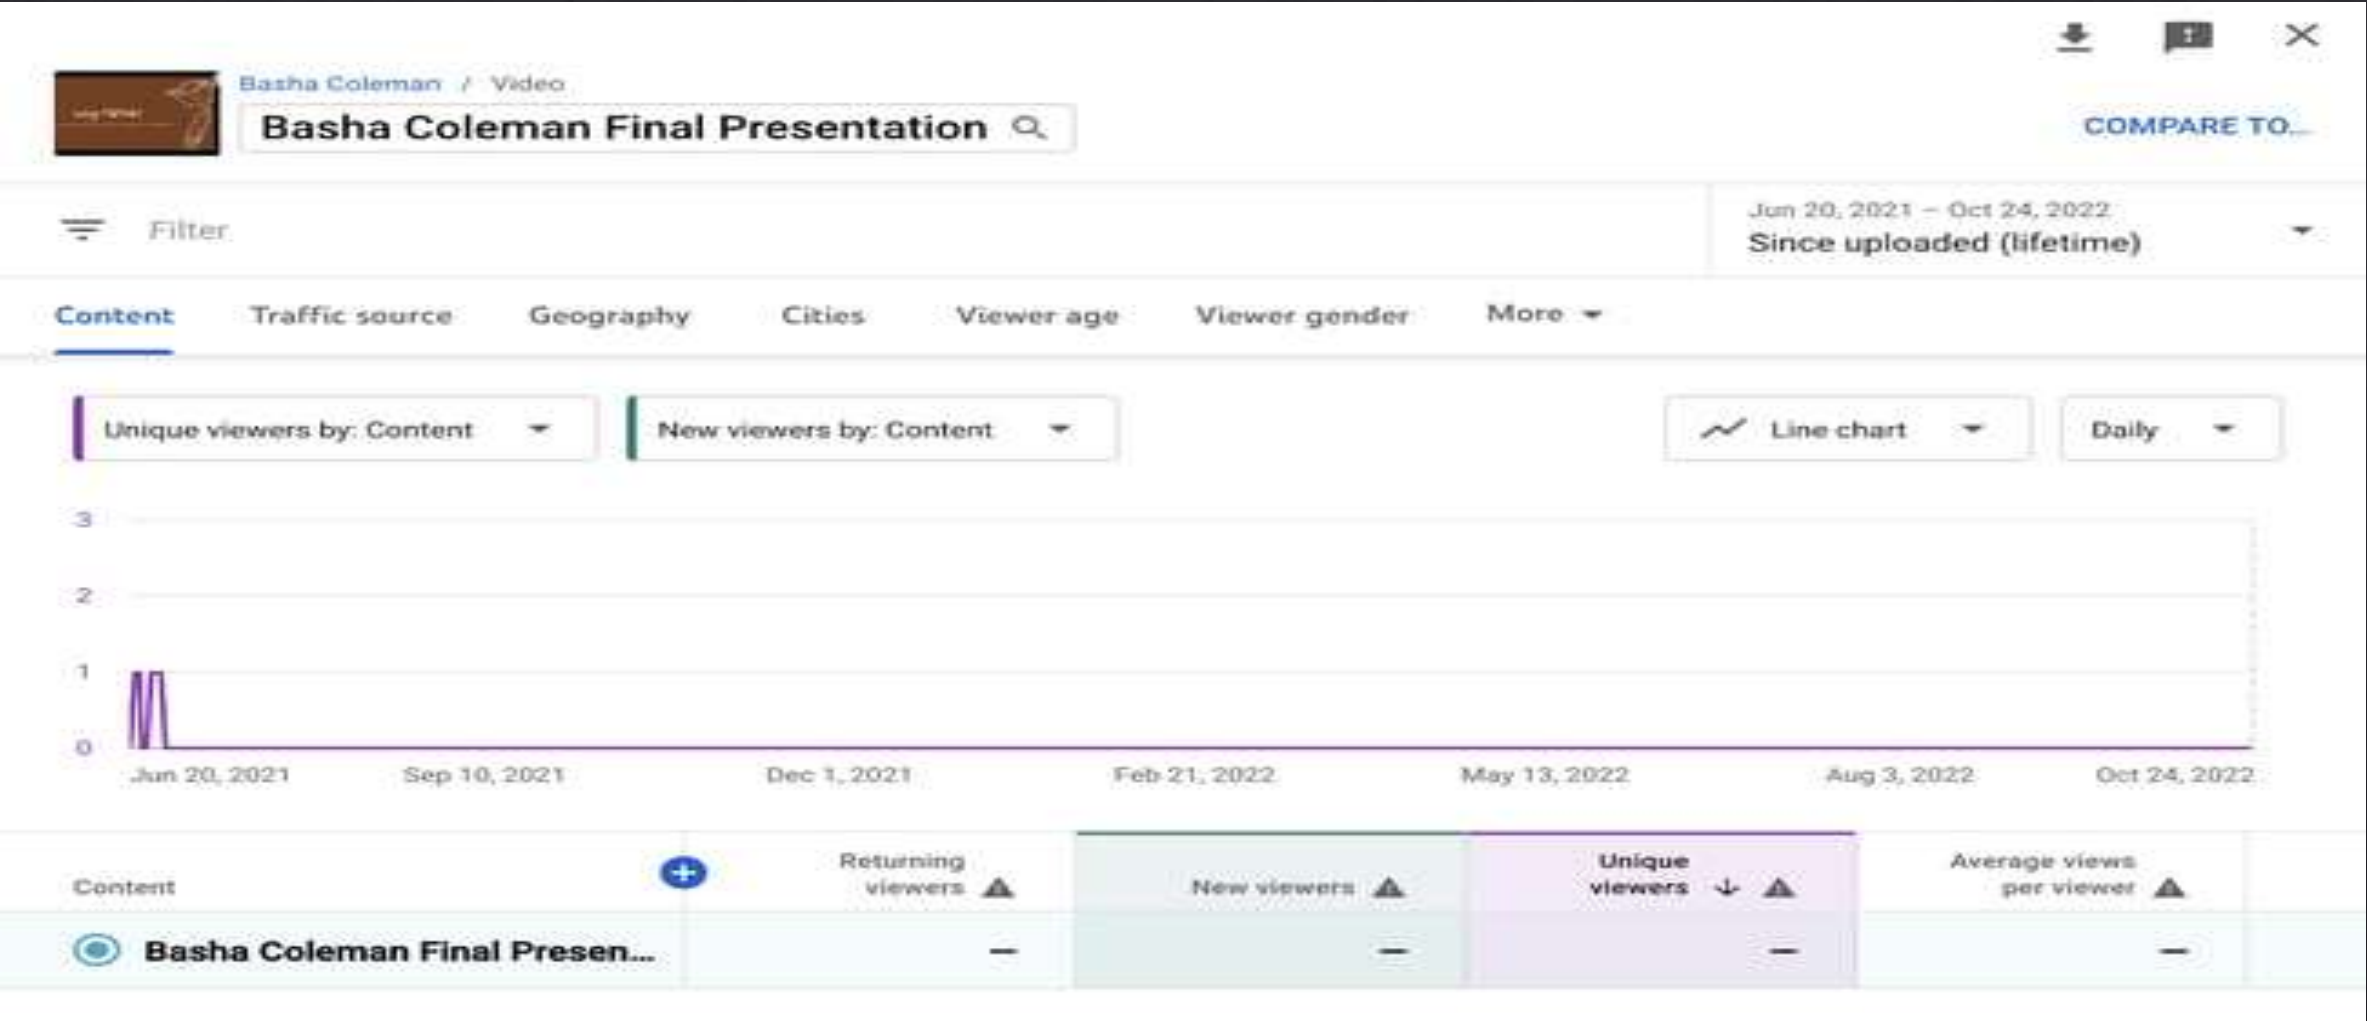 Basha Coleman / Video
Basha Coleman Final Presentation
COMPARE TO...
Filter
Jun 20, 2021 – Oct 24, 2022
Since uploaded (lifetime)
Content Traffic source Geography Cities Viewer age Viewer gender More
Unique viewers by: Content New viewers by: Content Line chart Daily
3
2
1
0
Jun 20, 2021 Sep 10, 2021 Dec 1, 2021 Feb 21, 2022 May 13, 2022 Aug 3, 2022 Oct 24, 2022
Content
Returning
viewers
New viewers
Unique
viewers
Average views
per viewer
Basha Coleman Final Presen... – – – –